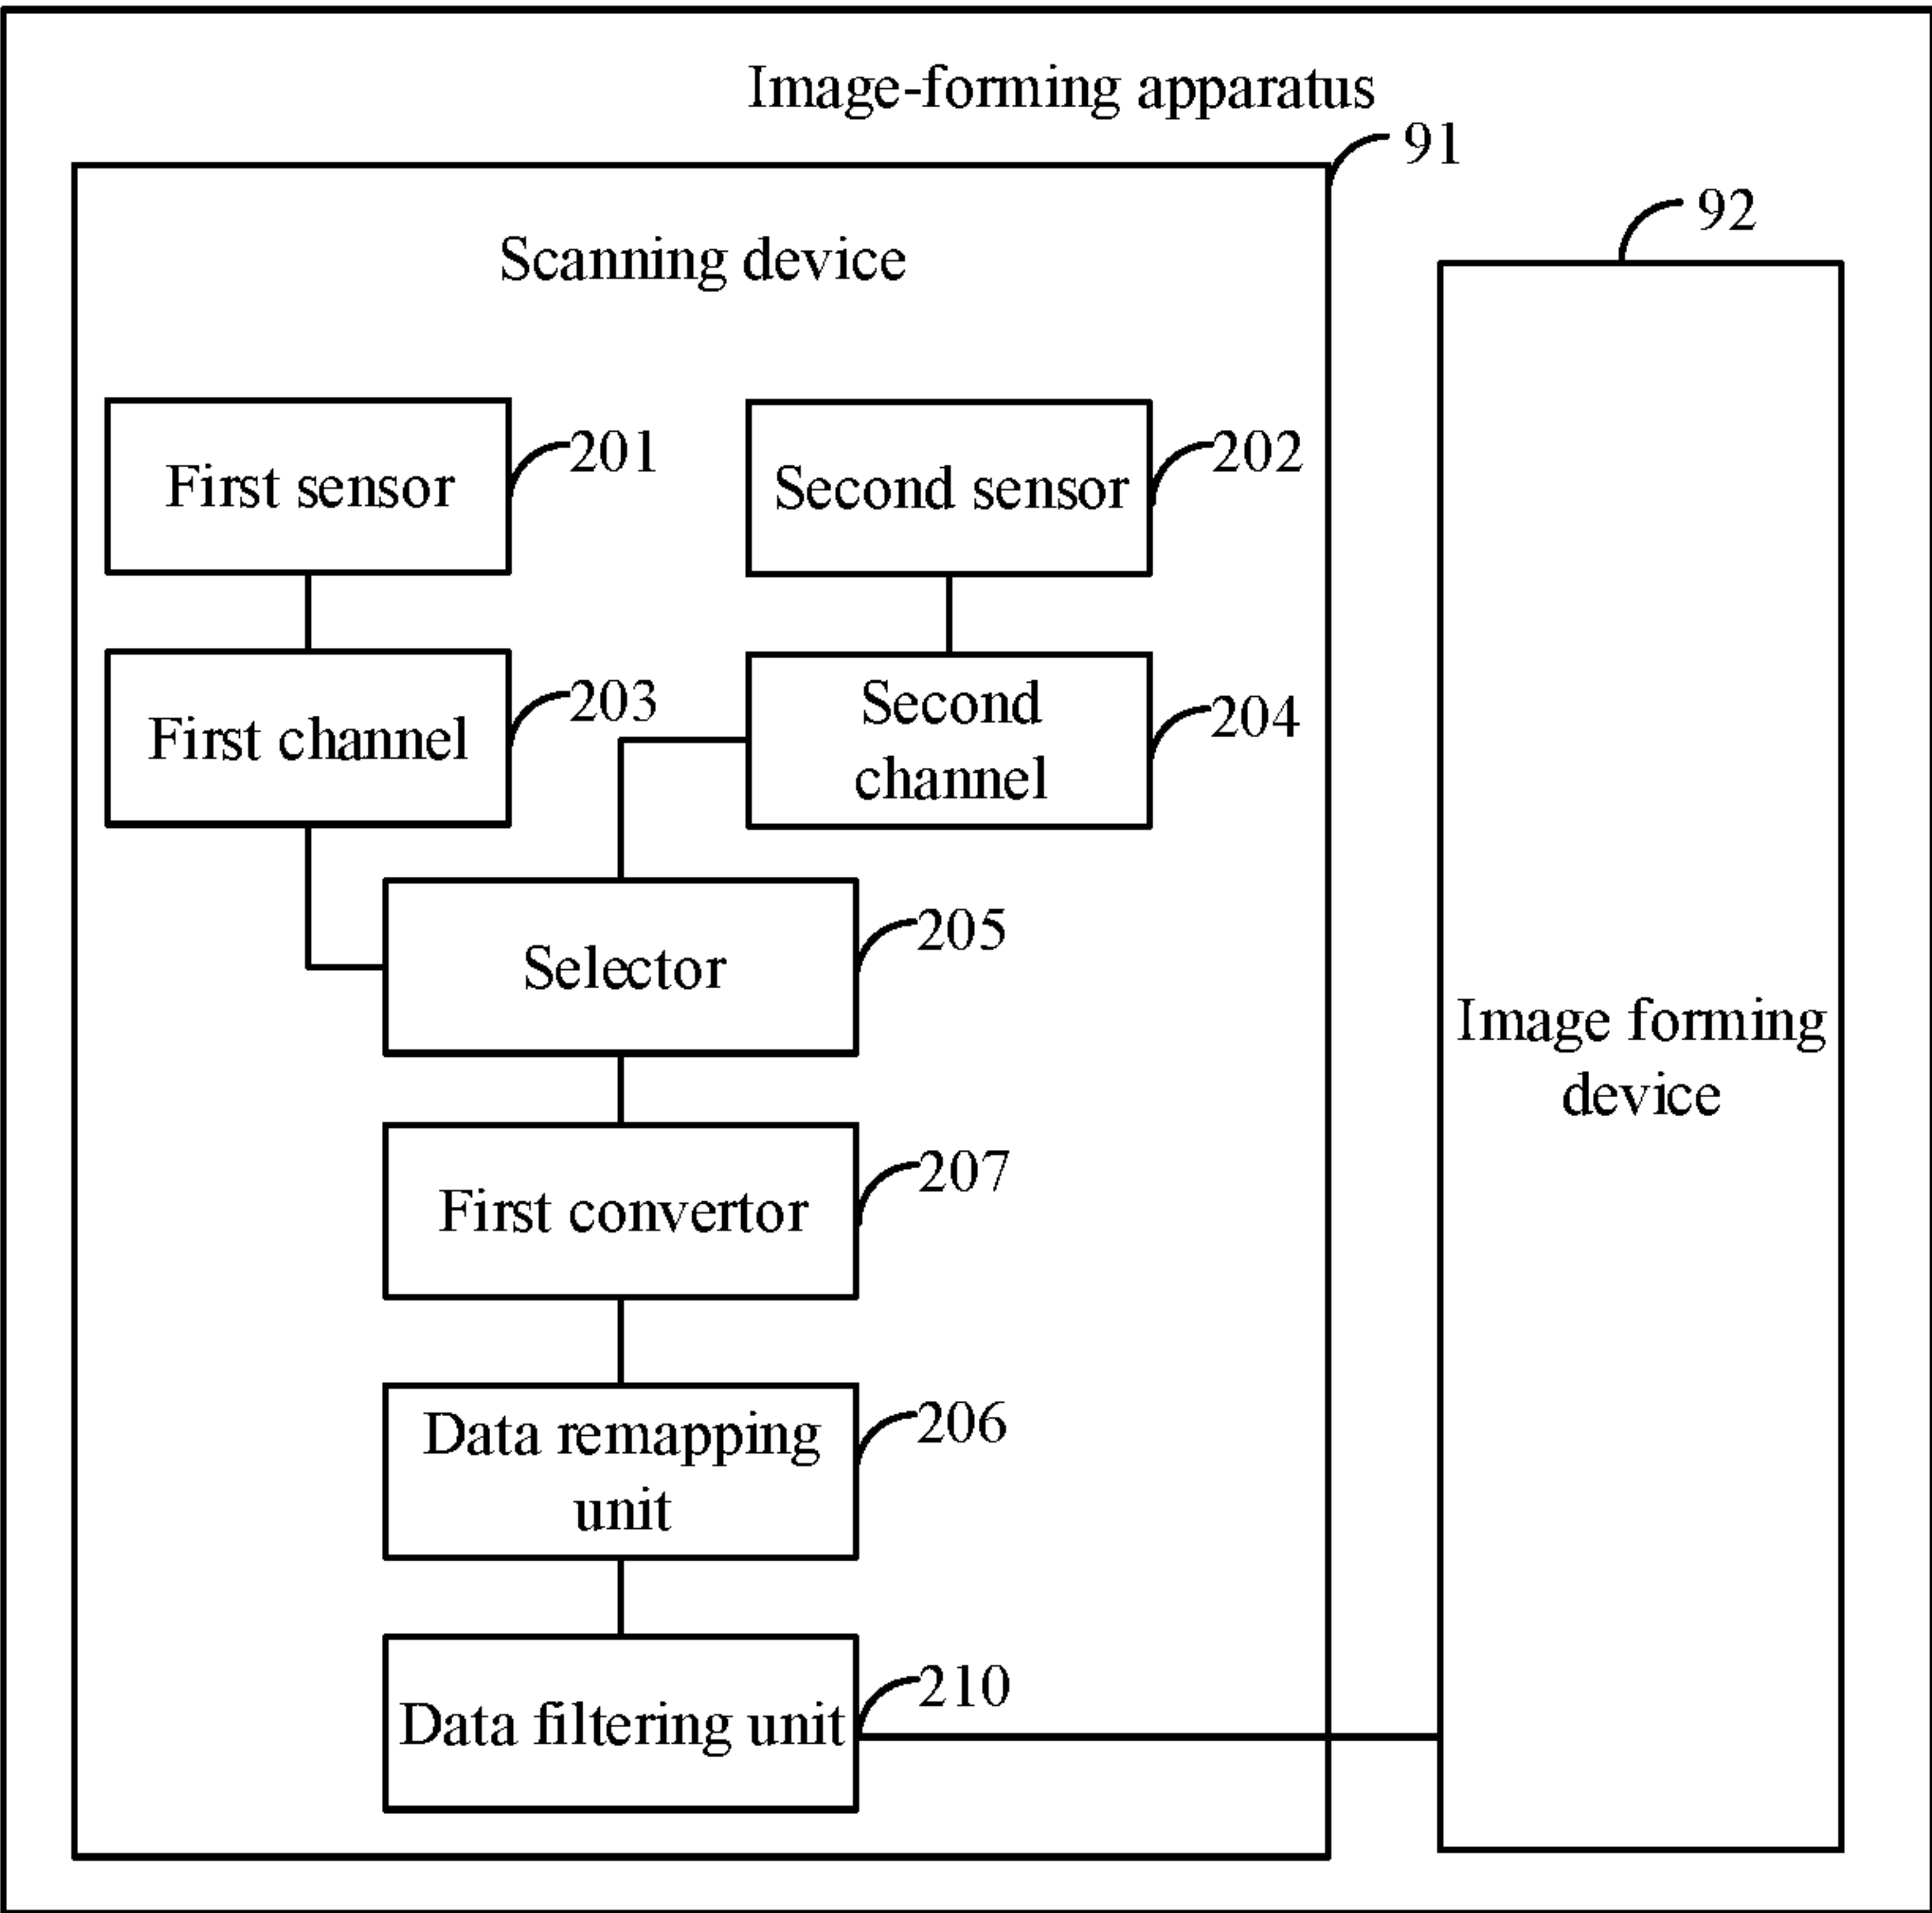 Image-forming apparatus
91
92
Scanning device
First sensor
201
Second sensor
202
First channel
203
Second
channel
204
Selector
205
First convertor
207
Data remapping
unit
206
Data filtering unit
210
Image forming
device